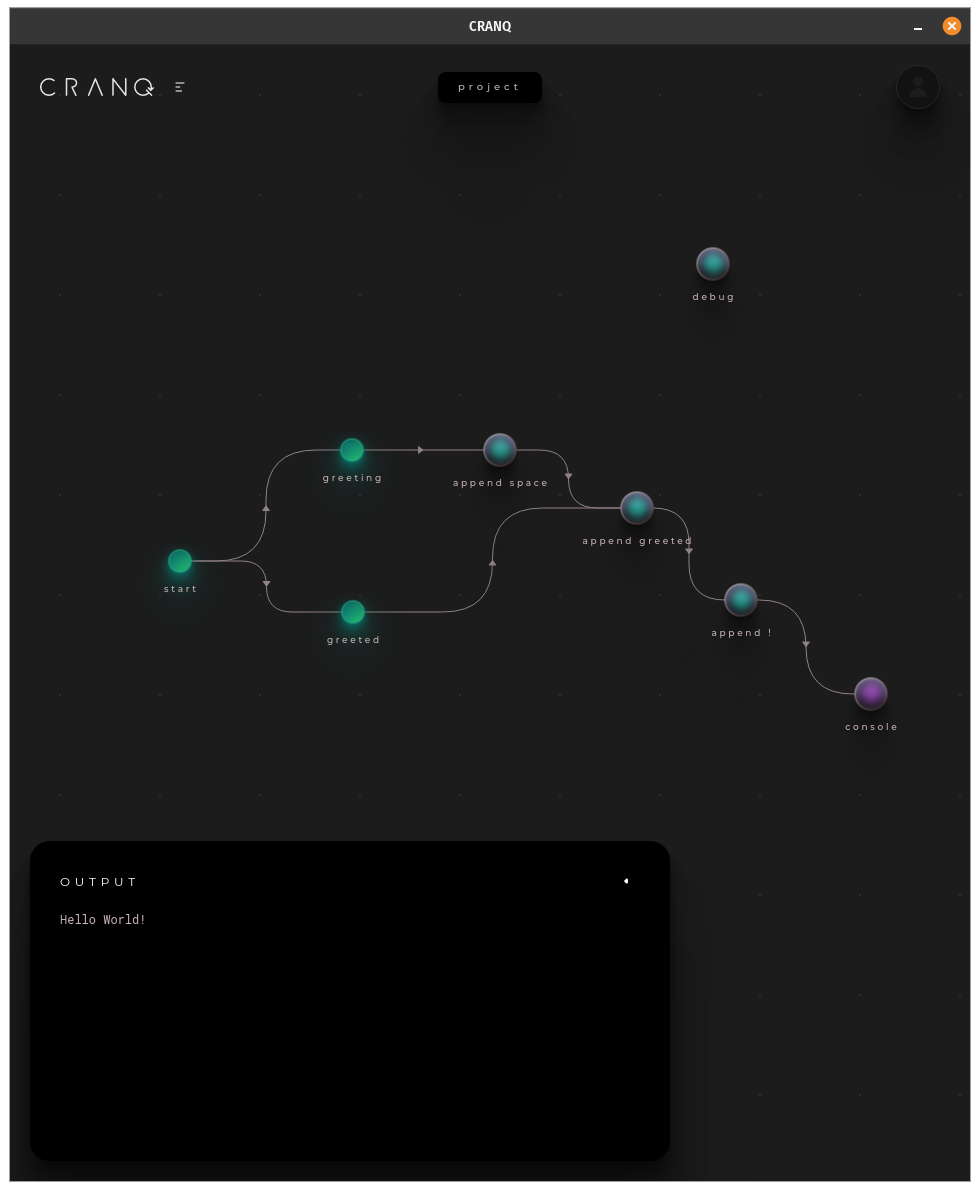 CRANQ
CRANQ
project
debug
greeting
append space
append greeted
start
append !
greeted
console
OUTPUT
Hello World!